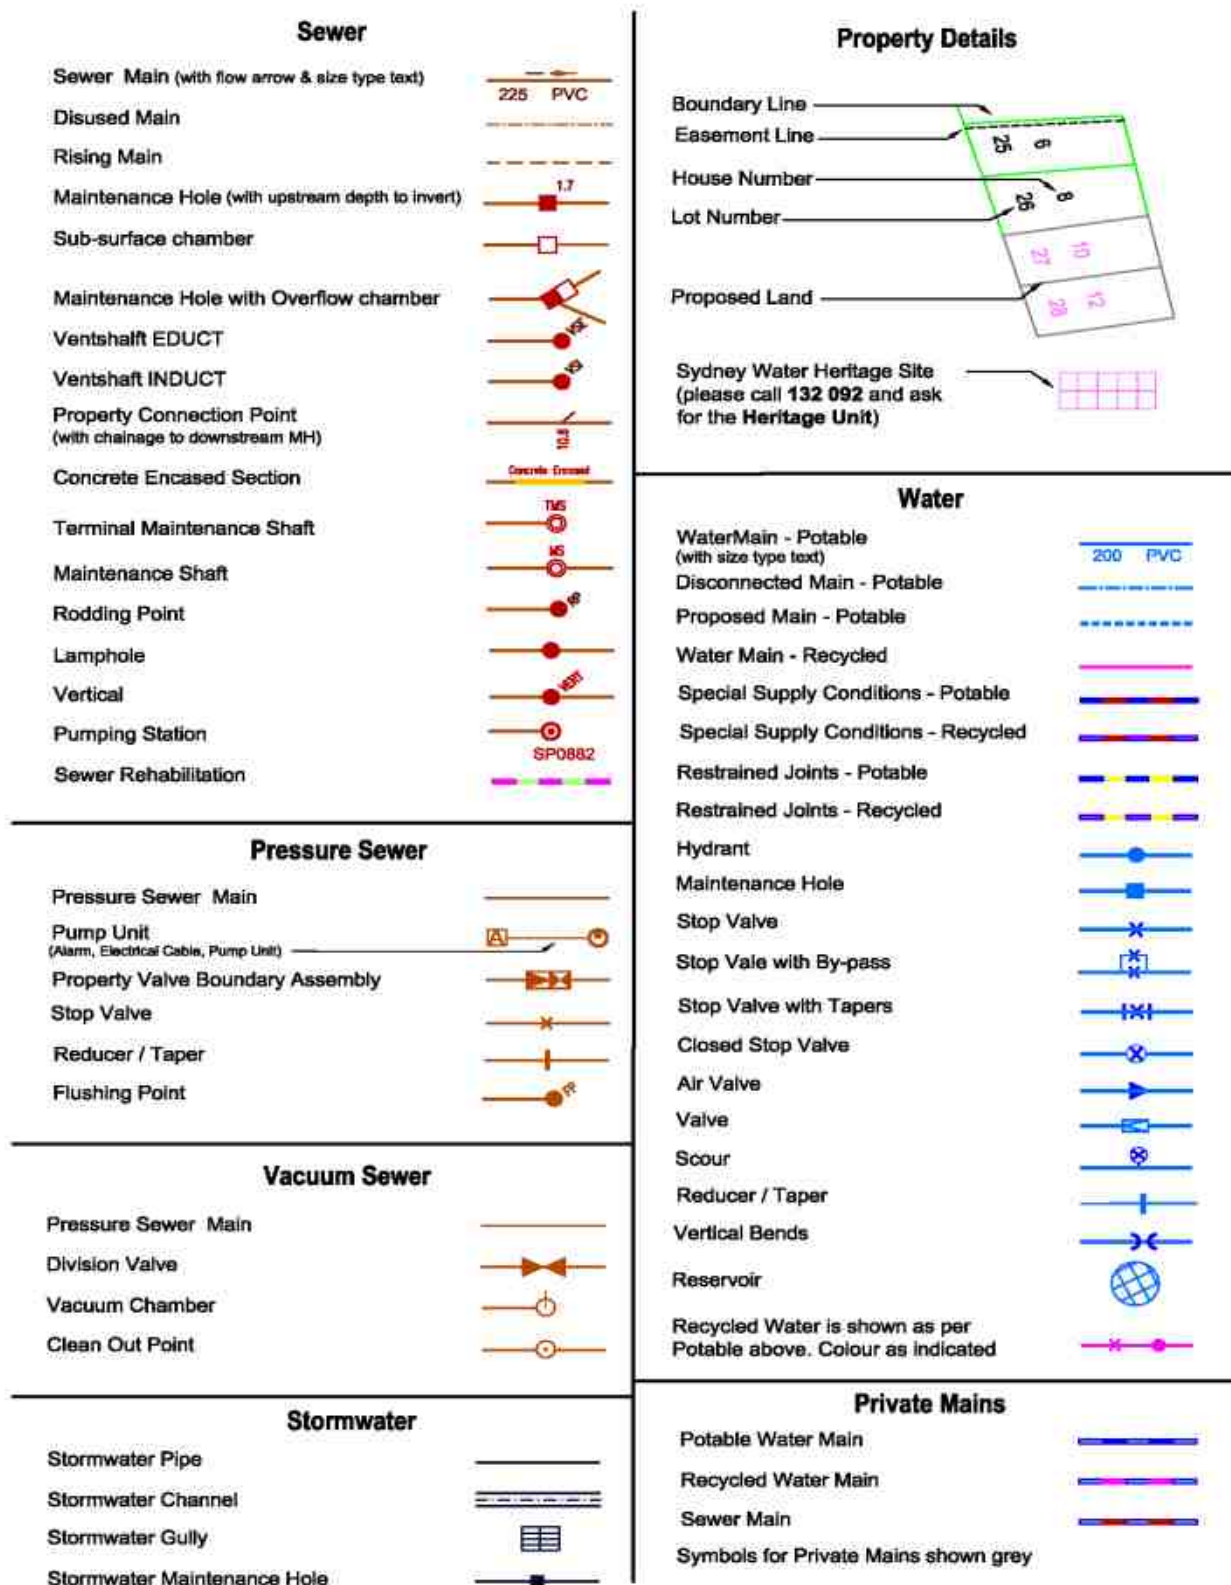 Sewer
Sewer Main (with flow arrow & size type text)
225 PVC
Disused Main
Rising Main
Maintenance Hole (with upstream depth to invert)
1.7
Sub-surface chamber
Maintenance Hole with Overflow chamber
Ventshalft EDUCT
VSE
Ventshaft INDUCT
VSI
Property Connection Point
(with chainage to downstream MH)
10.5
Concrete Encased Section
Concrete Encased
Terminal Maintenance Shaft
TMS
Maintenance Shaft
MS
Rodding Point
RP
Lamphole
Vertical
VERT
Pumping Station
SP0882
Sewer Rehabilitation
Pressure Sewer
Pressure Sewer Main
Pump Unit
(Alarm, Electrical Cable, Pump Unit)
A
Property Valve Boundary Assembly
Stop Valve
Reducer / Taper
Flushing Point
FP
Vacuum Sewer
Pressure Sewer Main
Division Valve
Vacuum Chamber
Clean Out Point
Stormwater
Stormwater Pipe
Stormwater Channel
Stormwater Gully
Stormwater Maintenance Hole
Property Details
Boundary Line
Easement Line
25 6
House Number
8
Lot Number
26
27 10
Proposed Land
28 12
Sydney Water Heritage Site
(please call 132 092 and ask
for the Heritage Unit)
Water
WaterMain - Potable
(with size type text)
200 PVC
Disconnected Main - Potable
Proposed Main - Potable
Water Main - Recycled
Special Supply Conditions - Potable
Special Supply Conditions - Recycled
Restrained Joints - Potable
Restrained Joints - Recycled
Hydrant
Maintenance Hole
Stop Valve
Stop Vale with By-pass
Stop Valve with Tapers
Closed Stop Valve
Air Valve
Valve
Scour
Reducer / Taper
Vertical Bends
Reservoir
Recycled Water is shown as per
Potable above. Colour as indicated
Private Mains
Potable Water Main
Recycled Water Main
Sewer Main
Symbols for Private Mains shown grey